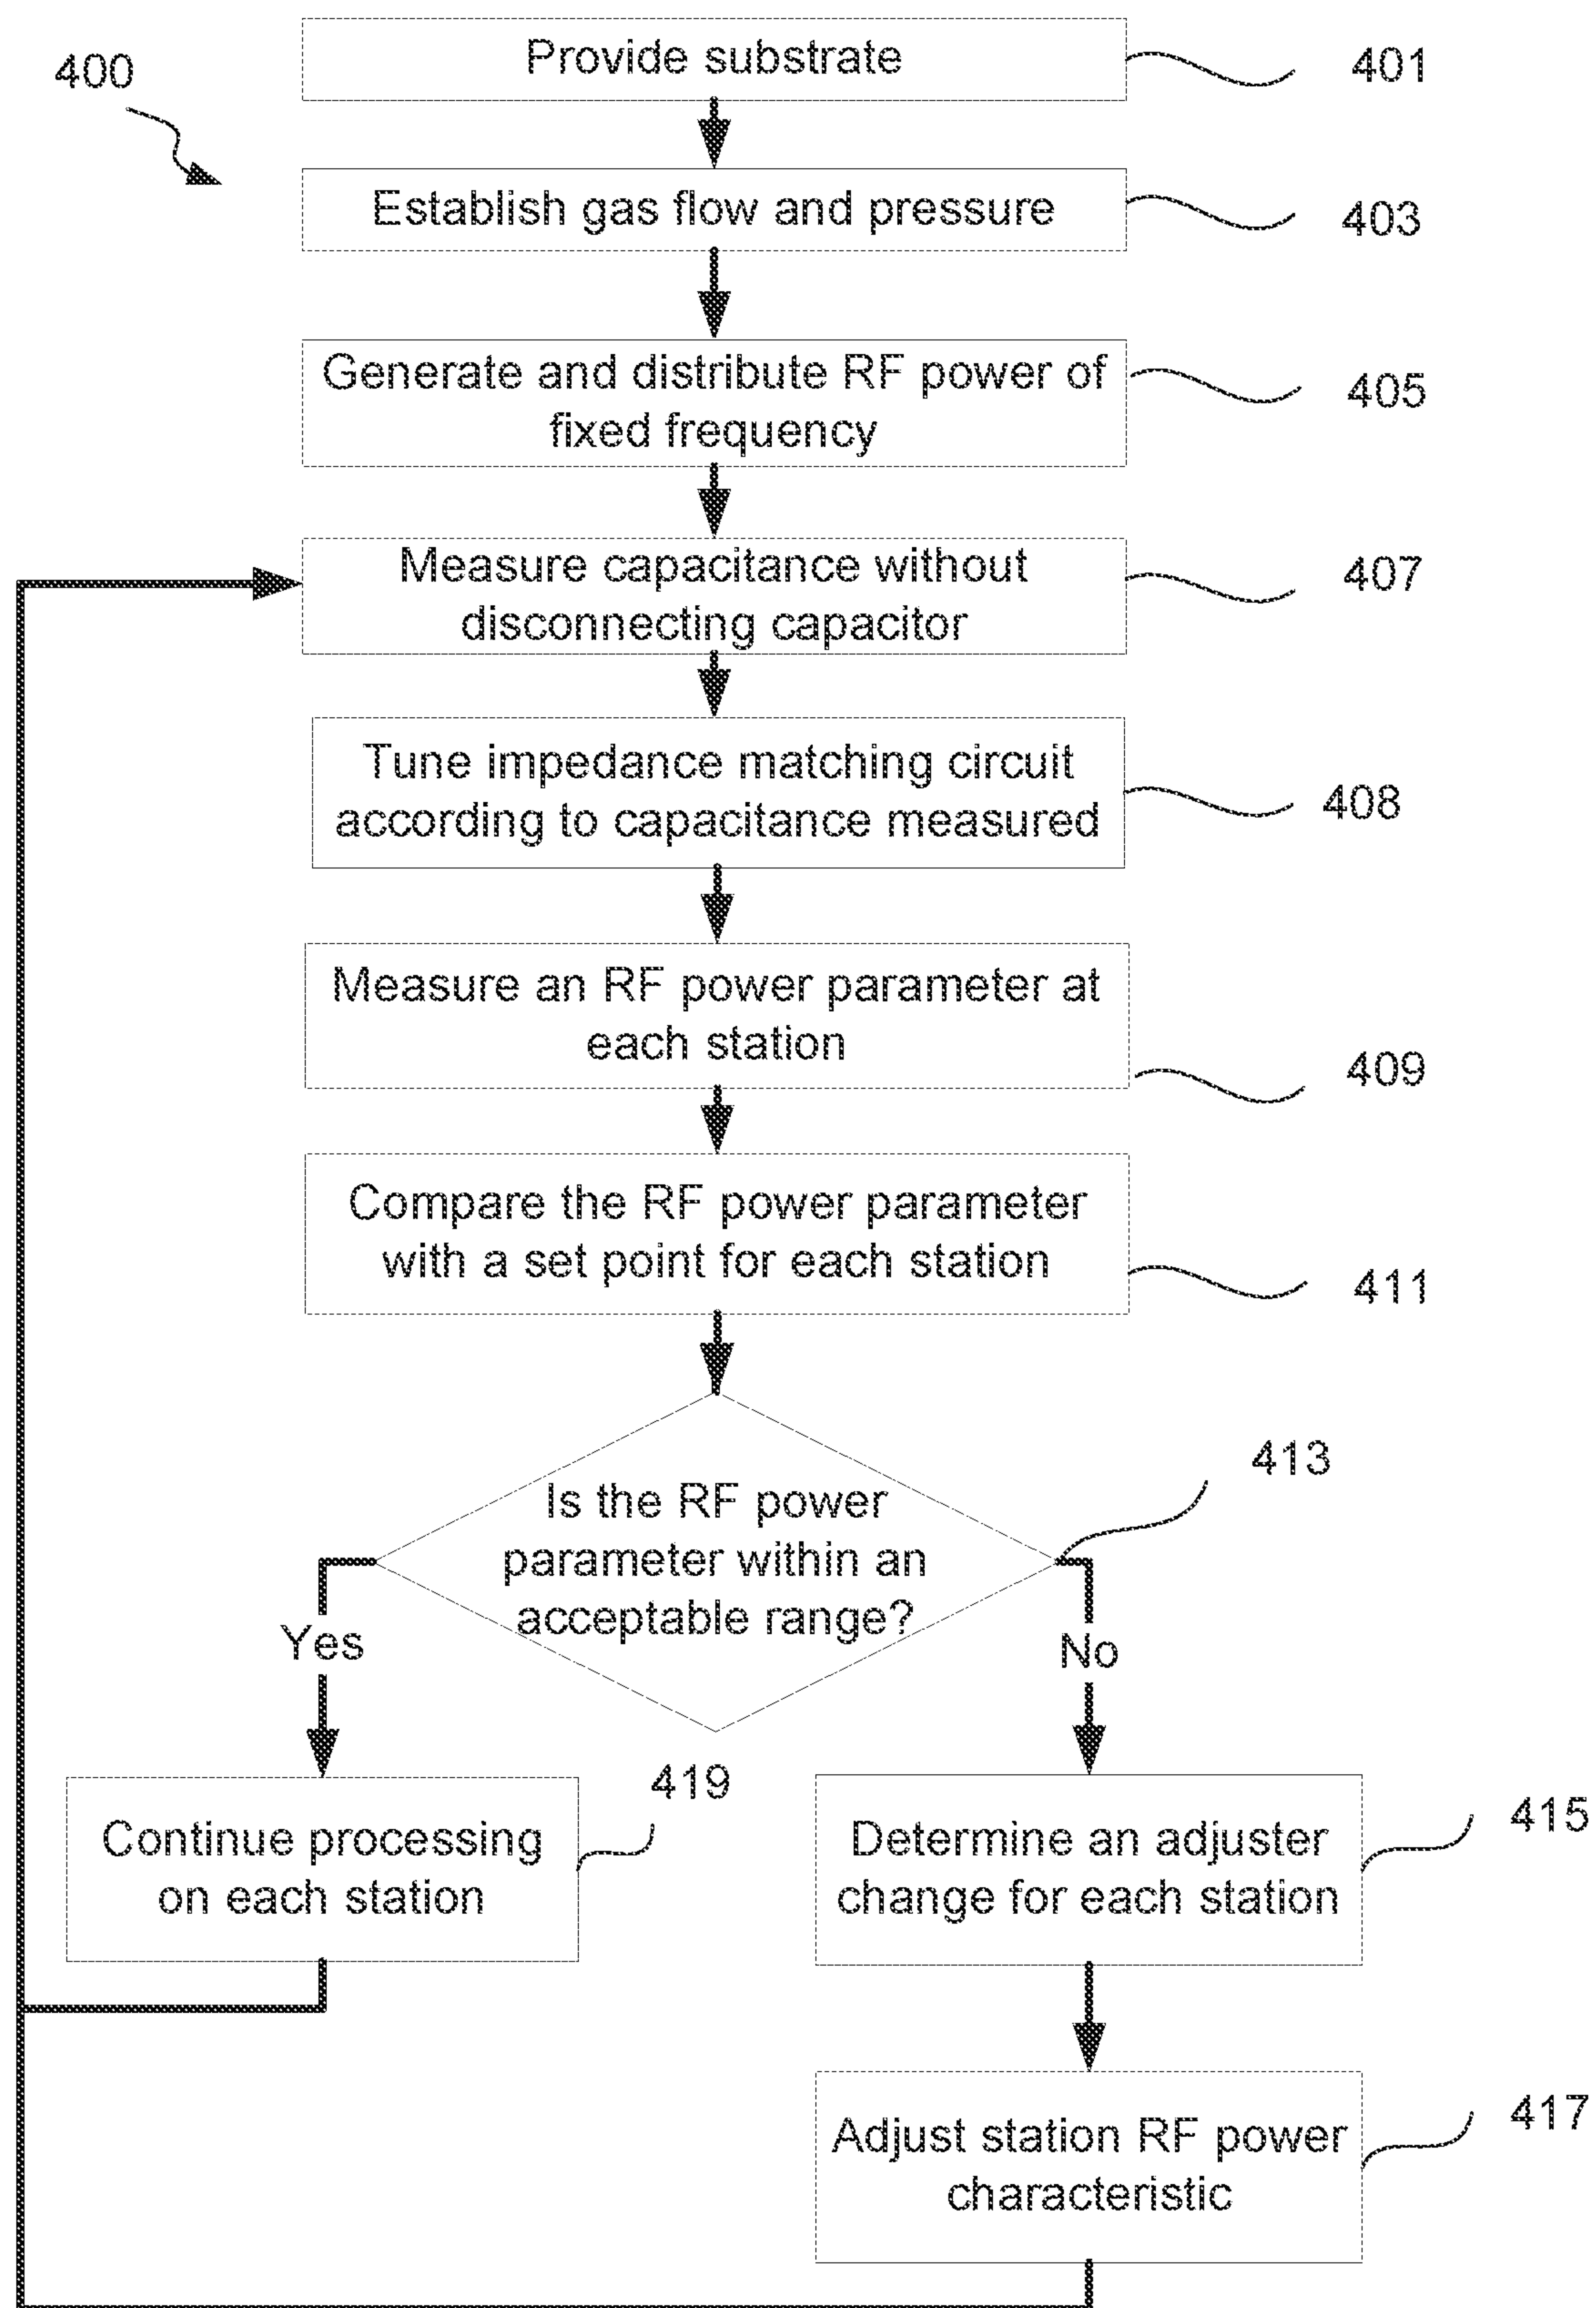 400
Provide substrate
401
Establish gas flow and pressure
403
Generate and distribute RF power of
fixed frequency
405
Measure capacitance without
disconnecting capacitor
407
Tune impedance matching circuit
according to capacitance measured
408
Measure an RF power parameter at
each station
409
Compare the RF power parameter
with a set point for each station
411
Is the RF power
parameter within an
acceptable range?
413
Yes
No
Continue processing
on each station
419
Determine an adjuster
change for each station
415
Adjust station RF power
characteristic
417